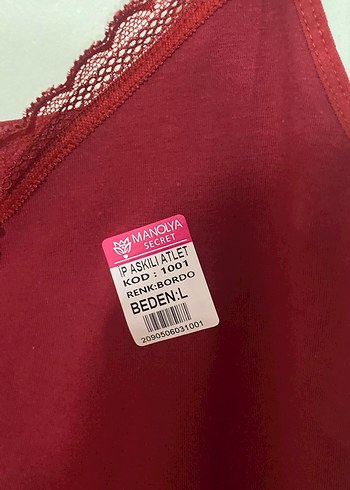 MANOLYA
SECRET
İP ASKILI ATLET
KOD : 1001
RENK:BORDO
BEDEN:L
2090506031001